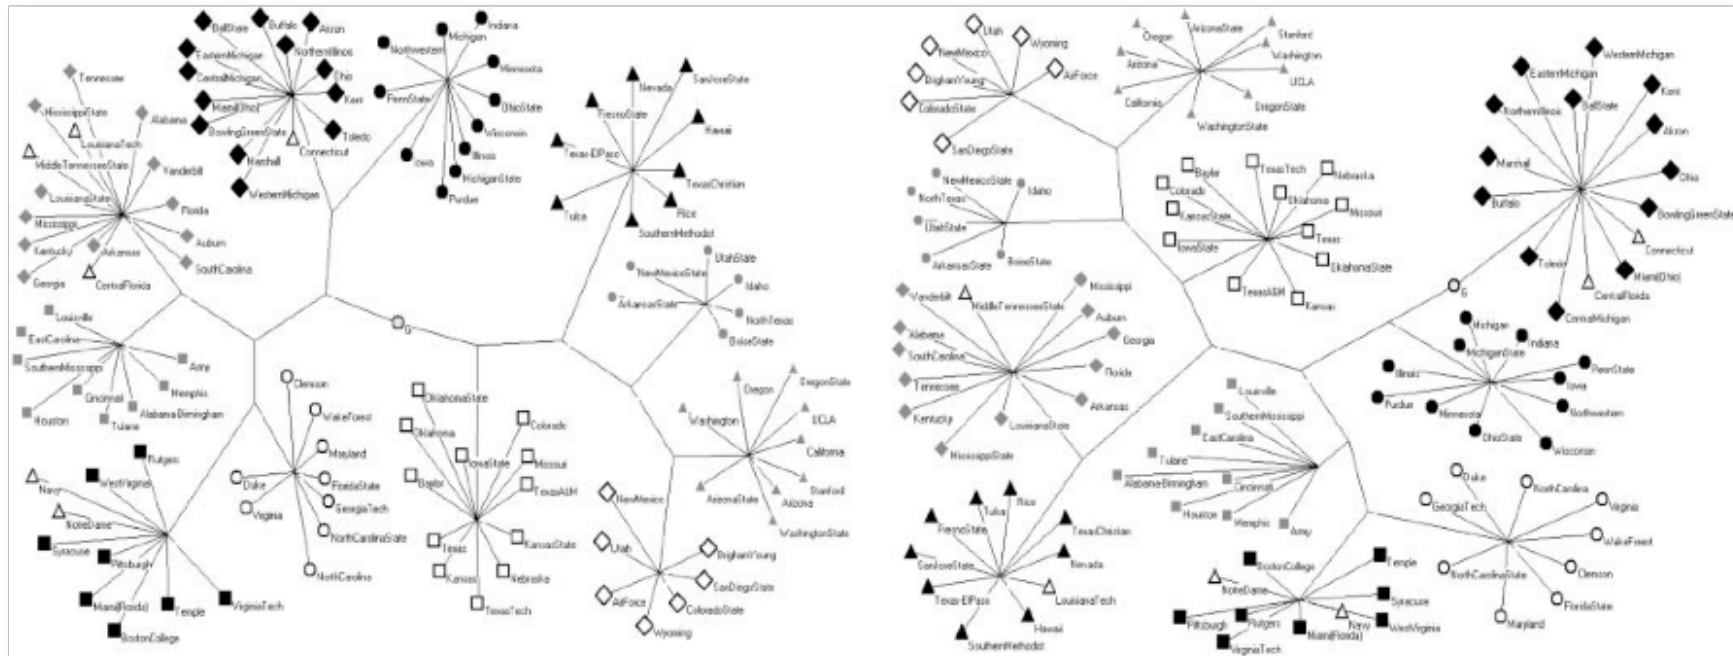 BallState
Buffalo
Akron
EasternMichigan
NorthernIllinois
CentralMichigan
Ohio
Miami(Ohio)
Kent
BowlingGreenState
Toledo
Connecticut
Marshall
WesternMichigan
Northwestern
Michigan
Indiana
Minnesota
PennState
OhioState
Wisconsin
Iowa
Illinois
MichiganState
Purdue
Tennessee
MississippiState
Alabama
LouisianaTech
MiddleTennesseeState
Vanderbilt
LouisianaState
Florida
Mississippi
Auburn
Kentucky
Arkansas
SouthCarolina
Georgia
CentralFlorida
Nevada
SanJoseState
FresnoState
Hawaii
Texas-ElPaso
TexasChristian
Tulsa
Rice
SouthernMethodist
UtahState
NewMexicoState
Idaho
ArkansasState
NorthTexas
BoiseState
Louisville
EastCarolina
SouthernMississippi
Army
Cincinnati
Memphis
Houston
Tulane
Alabama-Birmingham
G
Clemson
WakeForest
Maryland
Duke
FloridaState
GeorgiaTech
Virginia
NorthCarolinaState
NorthCarolina
OklahomaState
Oklahoma
Colorado
IowaState
Missouri
Baylor
TexasA&M
Texas
KansasState
Kansas
Nebraska
TexasTech
Oregon
OregonState
Washington
UCLA
California
ArizonaState
Arizona
Stanford
WashingtonState
Rutgers
WestVirginia
Navy
NotreDame
Syracuse
Pittsburgh
Miami(Florida)
Temple
VirginiaTech
BostonCollege
NewMexico
Utah
BrighamYoung
SanDiegoState
AirForce
ColoradoState
Wyoming
Utah
Wyoming
NewMexico
AirForce
BrighamYoung
ColoradoState
SanDiegoState
Oregon
ArizonaState
Stanford
Washington
Arizona
UCLA
California
OregonState
WashingtonState
WesternMichigan
EasternMichigan
Kent
NorthernIllinois
BallState
Akron
Marshall
Ohio
Buffalo
BowlingGreenState
Connecticut
Toledo
Miami(Ohio)
CentralFlorida
CentralMichigan
NewMexicoState
Idaho
NorthTexas
UtahState
ArkansasState
BoiseState
Baylor
TexasTech
Nebraska
Colorado
Oklahoma
KansasState
Missouri
IowaState
Texas
OklahomaState
TexasA&M
Kansas
Vanderbilt
MiddleTennesseeState
Mississippi
Auburn
Alabama
Georgia
SouthCarolina
Florida
Tennessee
Arkansas
Kentucky
LouisianaState
MississippiState
G
Michigan
Indiana
MichiganState
Illinois
PennState
Iowa
Purdue
Minnesota
Northwestern
OhioState
Wisconsin
Louisville
SouthernMississippi
EastCarolina
Tulane
Alabama-Birmingham
Cincinnati
Houston
Memphis
Army
Rice
Tulsa
FresnoState
TexasChristian
SanJoseState
Nevada
Texas-ElPaso
LouisianaTech
Hawaii
SouthernMethodist
Duke
NorthCarolina
GeorgiaTech
Virginia
WakeForest
NorthCarolinaState
Clemson
FloridaState
Maryland
BostonCollege
Temple
NotreDame
Syracuse
Pittsburgh
Rutgers
Navy
WestVirginia
Miami(Florida)
VirginiaTech